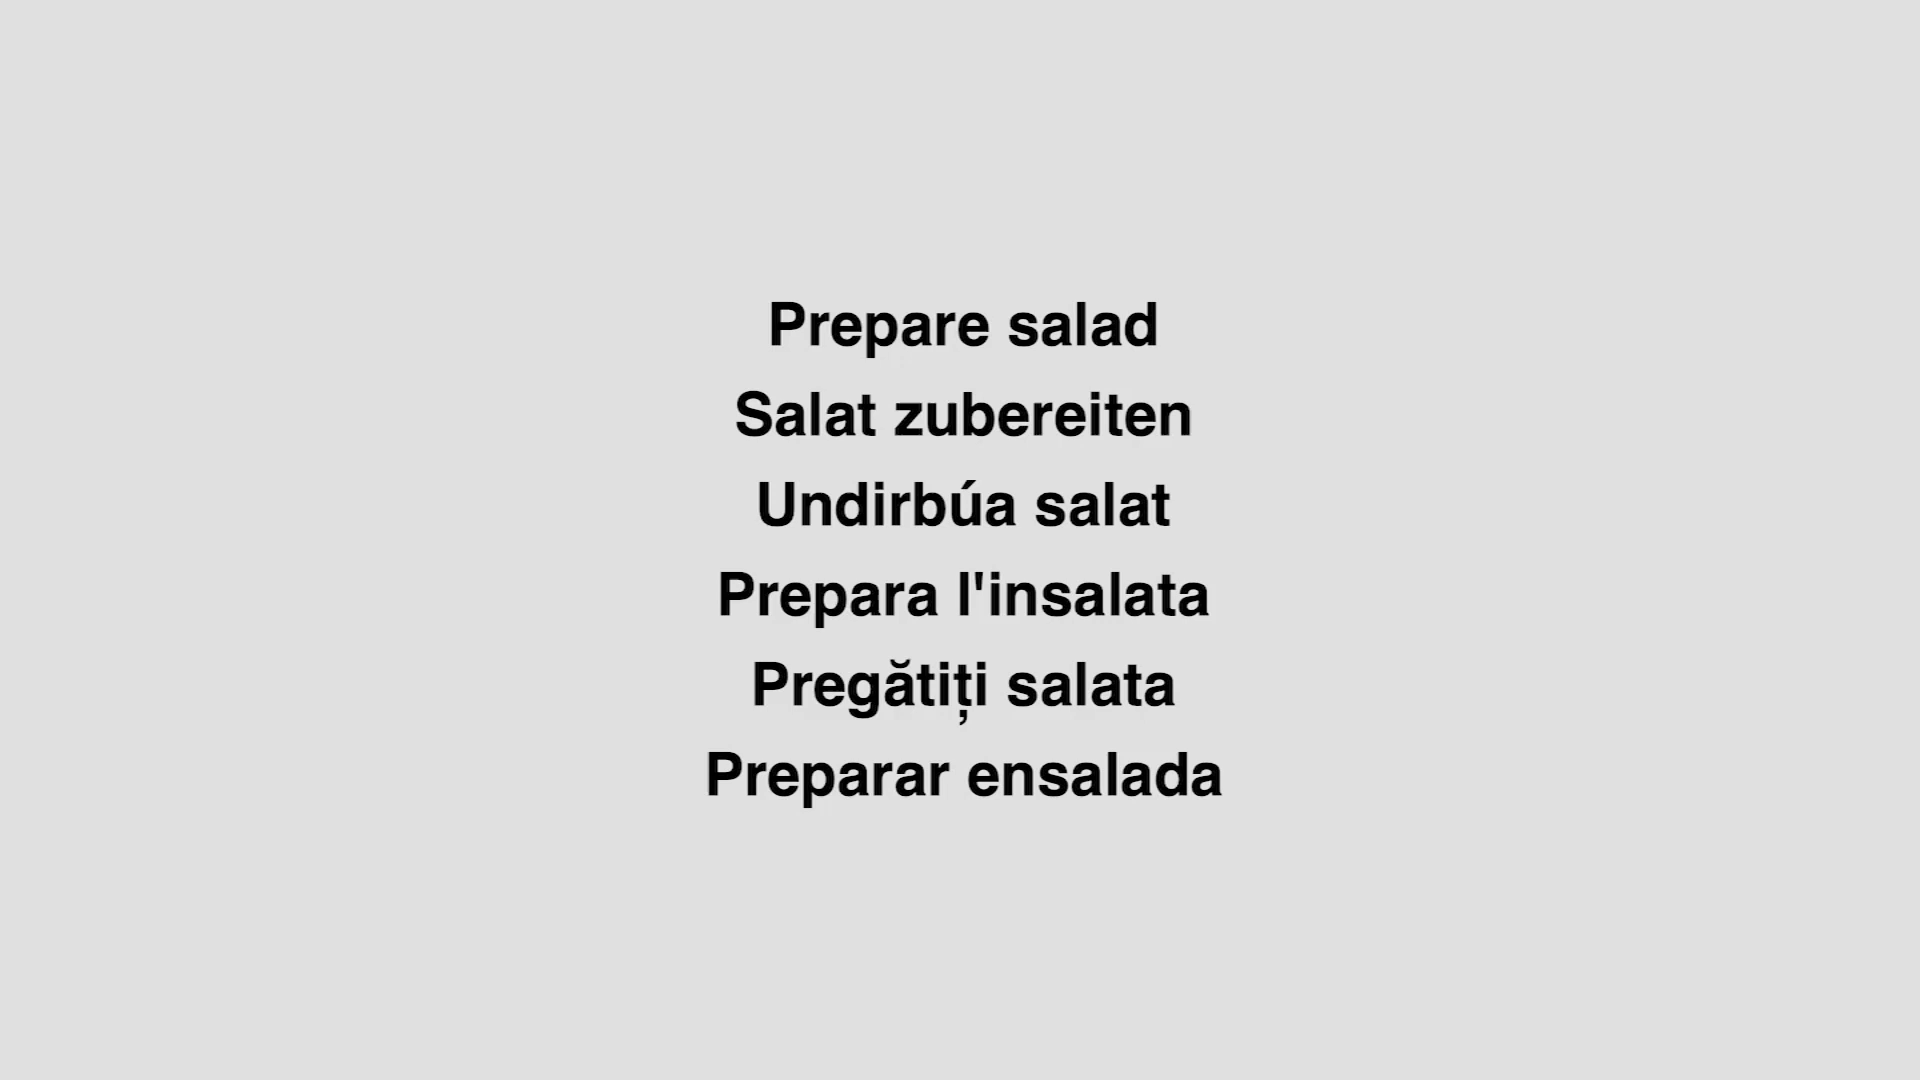 Prepare salad
Salat zubereiten
Undirbúa salat
Prepara l'insalata
Pregătiți salata
Preparar ensalada